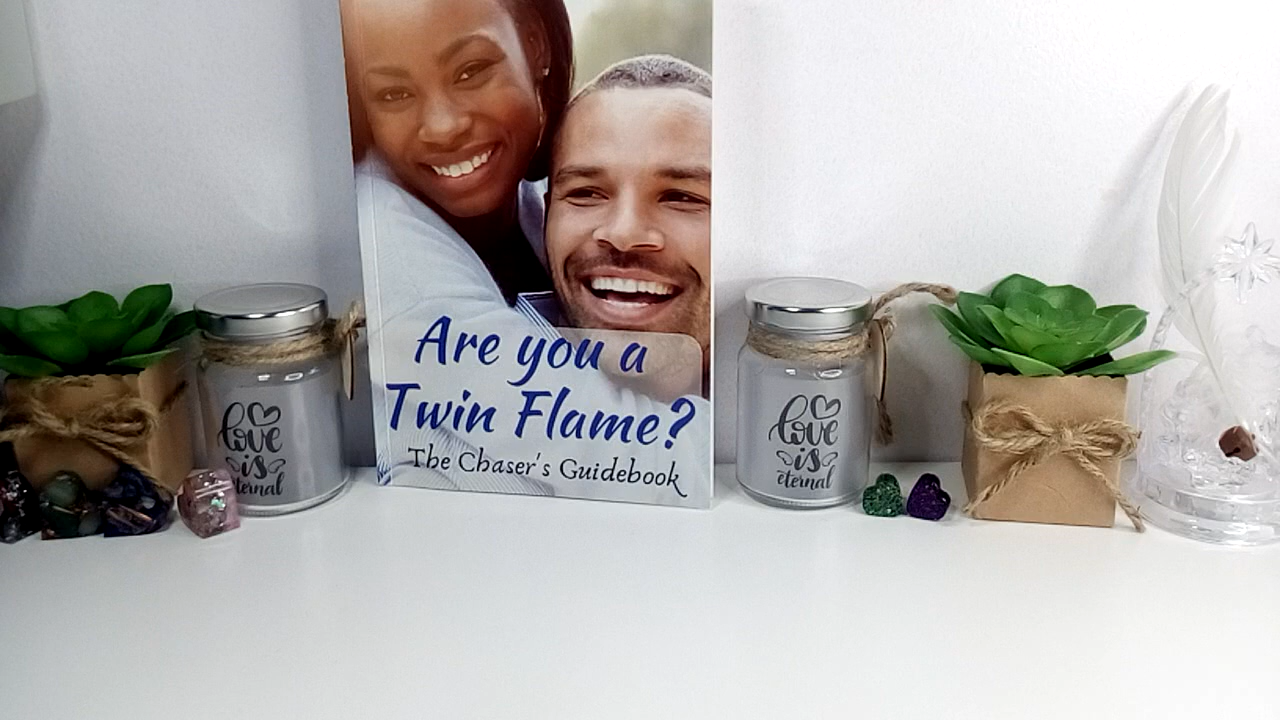 Are you a
Twin Flame?
The Chaser's Guidebook
love
is
eternal
love
is
eternal